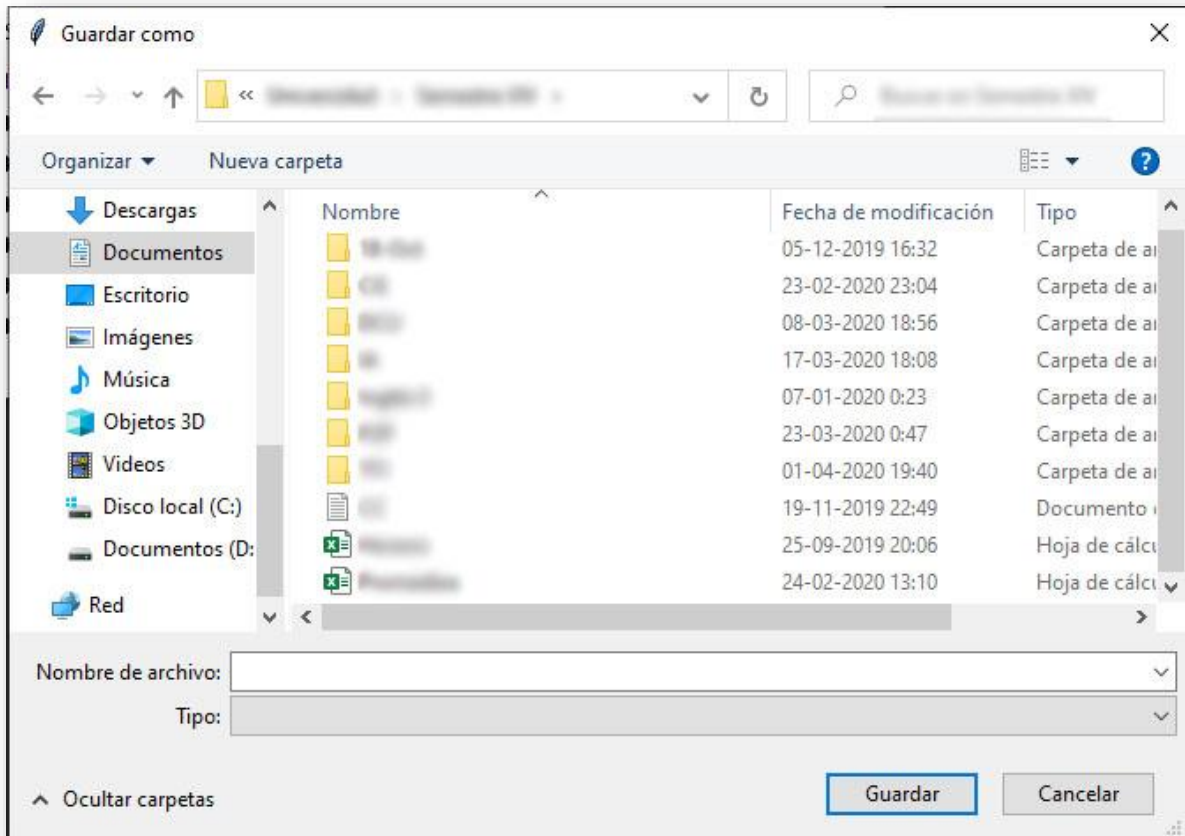 Guardar como
«
Organizar
Nueva carpeta
?
Descargas
Documentos
Escritorio
Imágenes
Música
Objetos 3D
Videos
Disco local (C:)
Documentos (D:
Red
Nombre
Fecha de modificación
Tipo
05-12-2019 16:32
Carpeta de ar
23-02-2020 23:04
Carpeta de ar
08-03-2020 18:56
Carpeta de ar
17-03-2020 18:08
Carpeta de ar
07-01-2020 0:23
Carpeta de ar
23-03-2020 0:47
Carpeta de ar
01-04-2020 19:40
Carpeta de ar
19-11-2019 22:49
Documento
25-09-2019 20:06
Hoja de cálcu
24-02-2020 13:10
Hoja de cálcu
Nombre de archivo:
Tipo:
Ocultar carpetas
Guardar
Cancelar